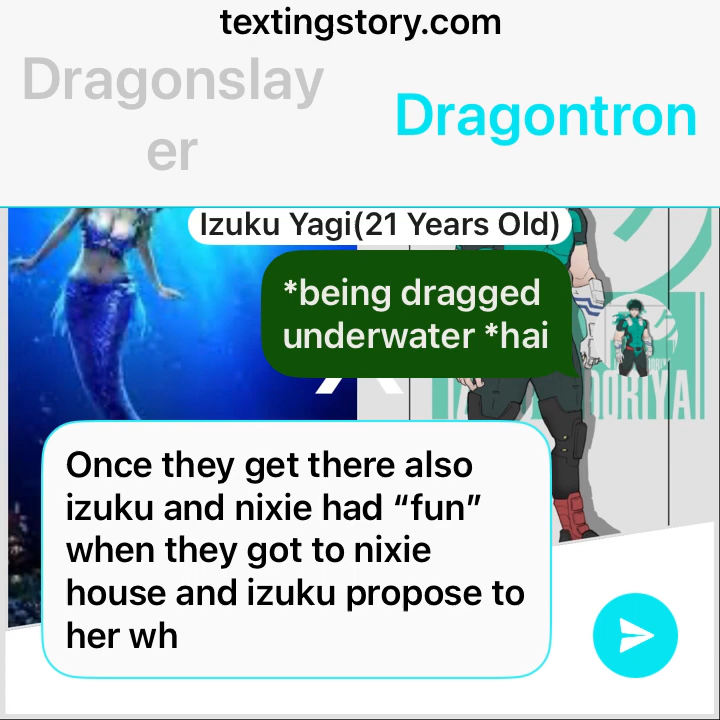 textingstory.com
Dragonslay
er
Dragontron
Izuku Yagi(21 Years Old)
*being dragged
underwater *hai
Once they get there also
izuku and nixie had “fun”
when they got to nixie
house and izuku propose to
her wh